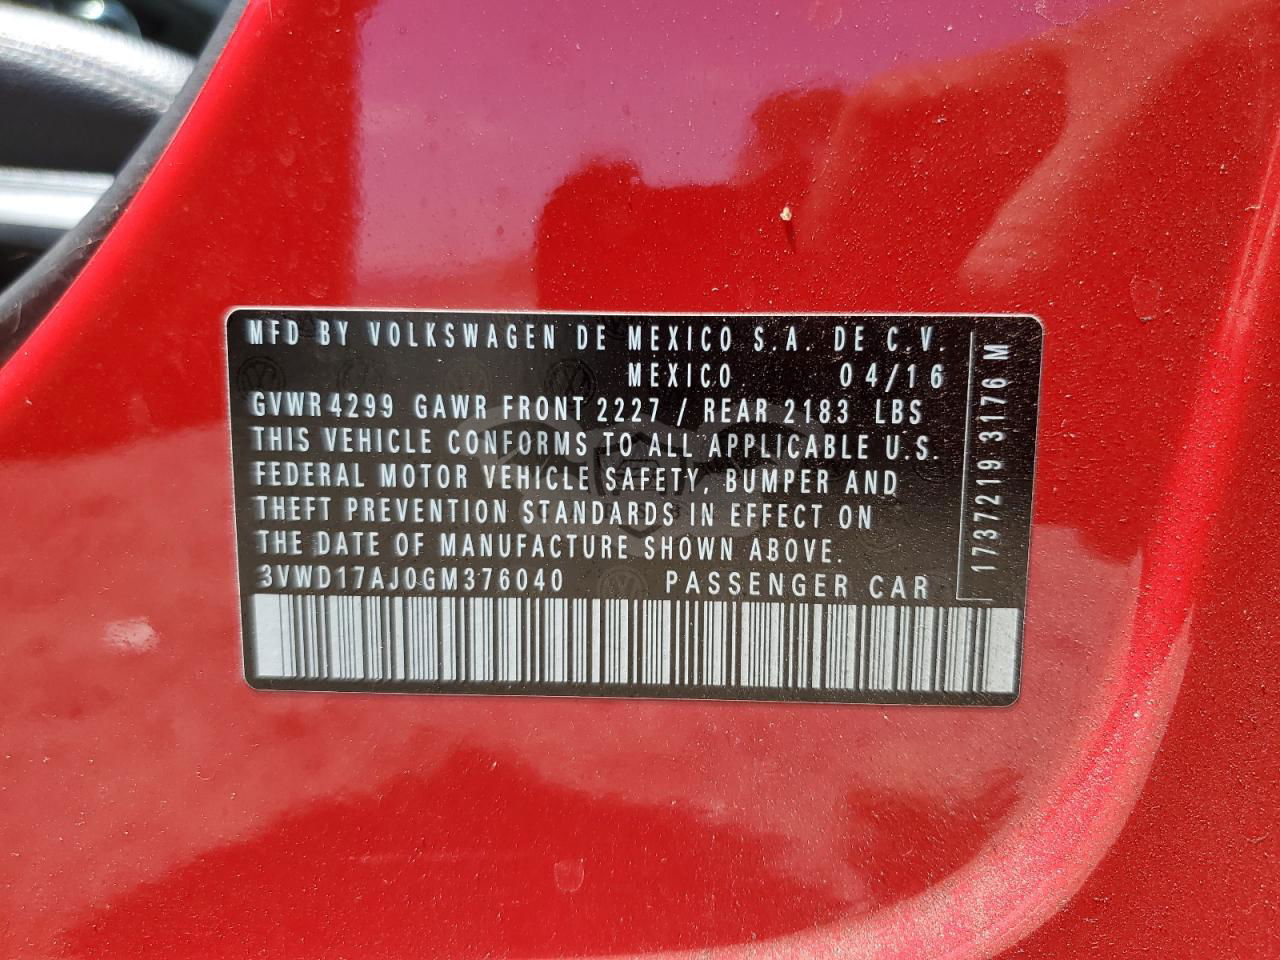 MFD BY VOLKSWAGEN DE MEXICO S.A. DE C.V.
MEXICO 04/16
GVWR 4299 GAWR FRONT 2227 / REAR 2183 LBS
THIS VEHICLE CONFORMS TO ALL APPLICABLE U.S.
FEDERAL MOTOR VEHICLE SAFETY, BUMPER AND
THEFT PREVENTION STANDARDS IN EFFECT ON
THE DATE OF MANUFACTURE SHOWN ABOVE.
3VWD17AJ0GM376040 PASSENGER CAR
1737219 3176 M